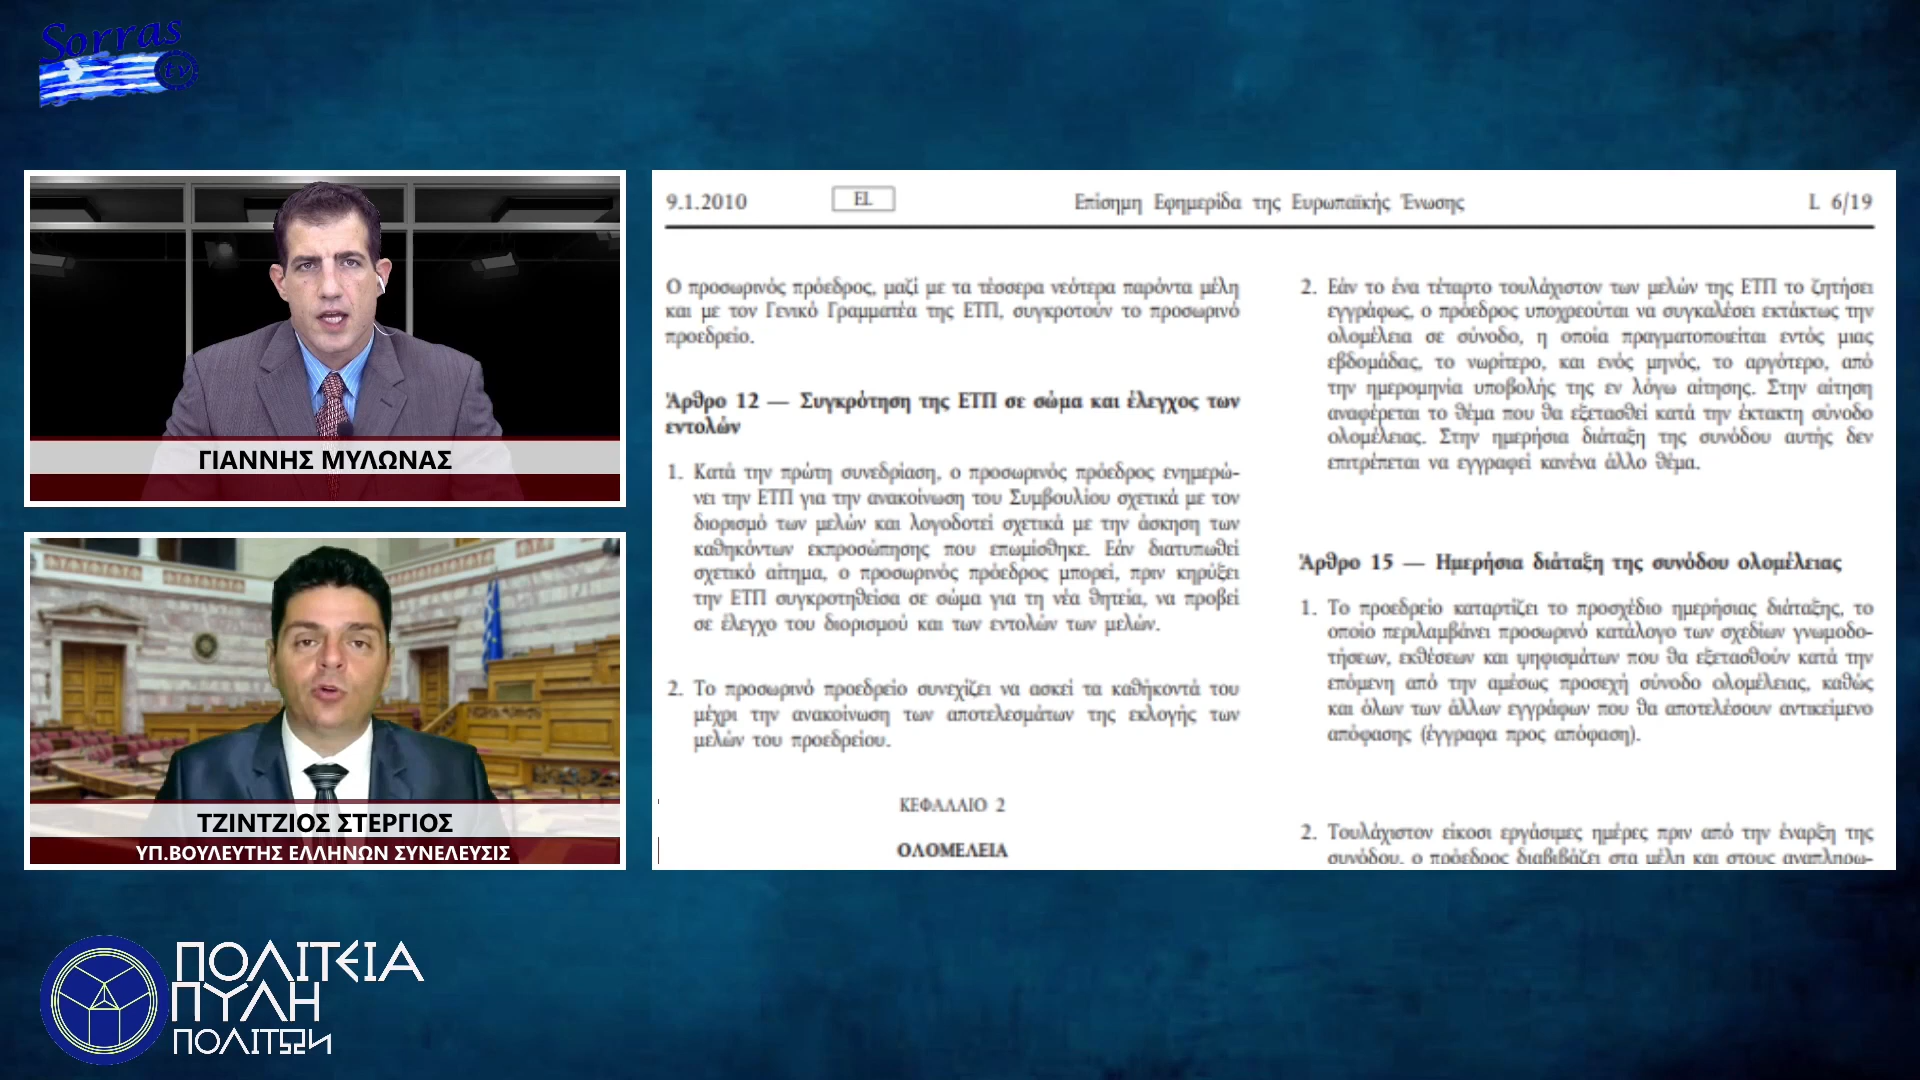 Sorras
tv
ΓΙΑΝΝΗΣ ΜΥΛΩΝΑΣ
ΤΖΙΝΤΖΙΟΣ ΣΤΕΡΓΙΟΣ
ΥΠ.ΒΟΥΛΕΥΤΗΣ ΕΛΛΗΝΩΝ ΣΥΝΕΛΕΥΣΙΣ
9.1.2010 EL Επίσημη Εφημερίδα της Ευρωπαϊκής Ένωσης L 6/19
Ο προσωρινός πρόεδρος, μαζί με τα τέσσερα νεότερα παρόντα μέλη
και με τον Γενικό Γραμματέα της ΕΤΠ, συγκροτούν το προσωρινό
προεδρείο.
Άρθρο 12 — Συγκρότηση της ΕΤΠ σε σώμα και έλεγχος των
εντολών
1. Κατά την πρώτη συνεδρίαση, ο προσωρινός πρόεδρος ενημερώ-
νει την ΕΤΠ για την ανακοίνωση του Συμβουλίου σχετικά με τον
διορισμό των μελών και λογοδοτεί σχετικά με την άσκηση των
καθηκόντων εκπροσώπησης που επωμίσθηκε. Εάν διατυπωθεί
σχετικό αίτημα, ο προσωρινός πρόεδρος μπορεί, πριν κηρύξει
την ΕΤΠ συγκροτηθείσα σε σώμα για τη νέα θητεία, να προβεί
σε έλεγχο του διορισμού και των εντολών των μελών.
2. Το προσωρινό προεδρείο συνεχίζει να ασκεί τα καθήκοντά του
μέχρι την ανακοίνωση των αποτελεσμάτων της εκλογής των
μελών του προεδρείου.
ΚΕΦΑΛΑΙΟ 2
ΟΛΟΜΕΛΕΙΑ
2. Εάν το ένα τέταρτο τουλάχιστον των μελών της ΕΤΠ το ζητήσει
εγγράφως, ο πρόεδρος υποχρεούται να συγκαλέσει εκτάκτως την
ολομέλεια σε σύνοδο, η οποία πραγματοποιείται εντός μιας
εβδομάδας, το νωρίτερο, και ενός μηνός, το αργότερο, από
την ημερομηνία υποβολής της εν λόγω αίτησης. Στην αίτηση
αναφέρεται το θέμα που θα εξετασθεί κατά την έκτακτη σύνοδο
ολομέλειας. Στην ημερήσια διάταξη της συνόδου αυτής δεν
επιτρέπεται να εγγραφεί κανένα άλλο θέμα.
Άρθρο 15 — Ημερήσια διάταξη της συνόδου ολομέλειας
1. Το προεδρείο καταρτίζει το προσχέδιο ημερήσιας διάταξης, το
οποίο περιλαμβάνει προσωρινό κατάλογο των σχεδίων γνωμοδο-
τήσεων, εκθέσεων και ψηφισμάτων που θα εξετασθούν κατά την
επόμενη από την αμέσως προσεχή σύνοδο ολομέλειας, καθώς
και όλων των άλλων εγγράφων που θα αποτελέσουν αντικείμενο
απόφασης (έγγραφα προς απόφαση).
2. Τουλάχιστον είκοσι εργάσιμες ημέρες πριν από την έναρξη της
συνόδου, ο πρόεδρος διαβιβάζει στα μέλη και στους αναπληρω-
ΠΟΛΙΤΕΙΑ
ΠΥΛΗ
ΠΟΛΙΤΩΝ